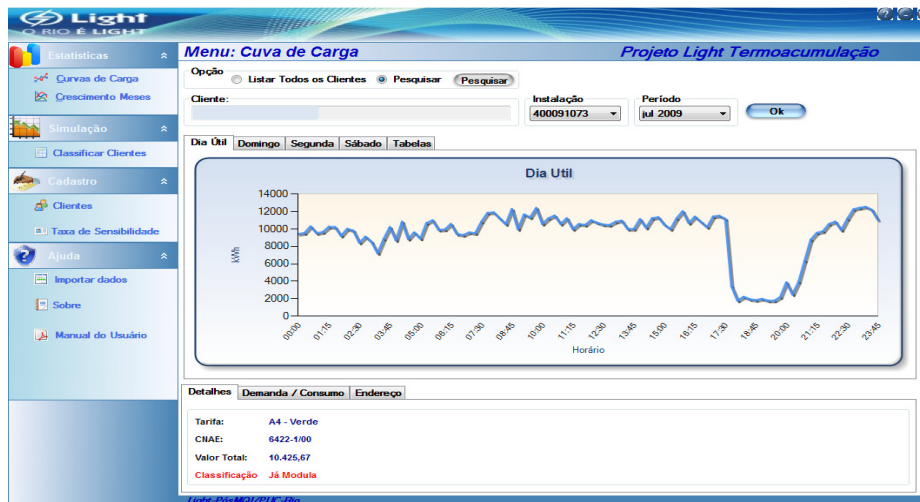 Light
O RIO É LIGHT
Estatísticas
Curvas de Carga
Crescimento Meses
Simulação
Classificar Clientes
Cadastro
Clientes
Taxa de Sensibilidade
Ajuda
Importar dados
Sobre
Manual do Usuário
Menu: Cuva de Carga
Projeto Light Termoacumulação
Opção
Listar Todos os Clientes Pesquisar Pesquisar
Cliente:
Instalação
400091073
Período
jul 2009
Ok
Dia Útil Domingo Segunda Sábado Tabelas
Dia Util
kWh
14000
12000
10000
8000
6000
4000
2000
0
00:00 01:15 02:30 03:45 05:00 06:15 07:30 08:45 10:00 11:15 12:30 13:45 15:00 16:15 17:30 18:45 20:00 21:15 22:30 23:45
Horário
Detalhes Demanda / Consumo Endereço
Tarifa: A4 - Verde
CNAE: 6422-1/00
Valor Total: 10.425,67
Classificação Já Modula
Light-PósMQI/PUC-Rio